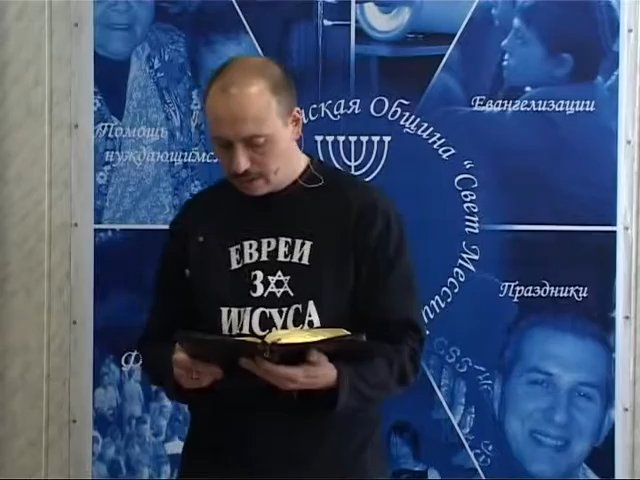 Помощь
нуждающимся
ская Община "Свет Мессии"
Евангелизации
ЕВРЕИ
ЗА
ИИСУСА
Праздники